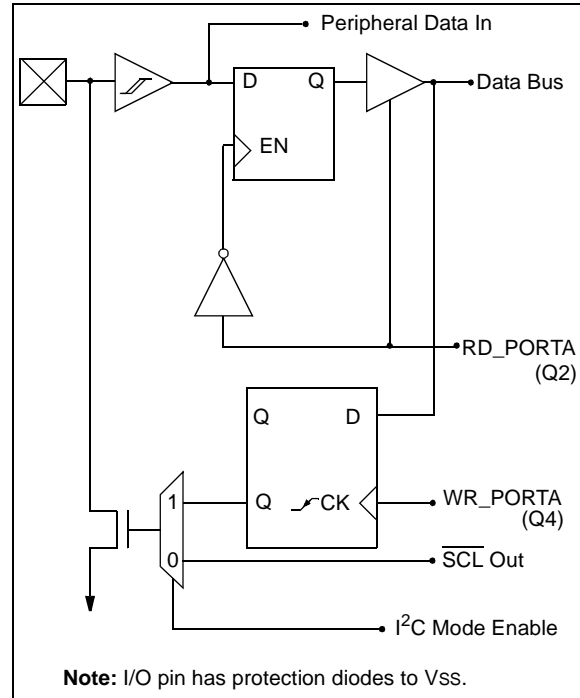 Peripheral Data In
D Q
Data Bus
EN
RD_PORTA
(Q2)
Q D
1
Q CK
WR_PORTA
(Q4)
0
SCL Out
I²C Mode Enable
Note: I/O pin has protection diodes to VSS.